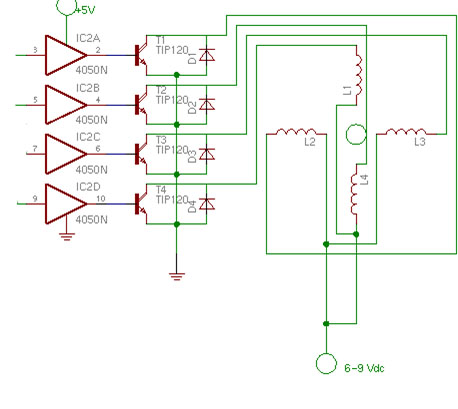 +5V
IC2A
3
2
4050N
T1
TIP120
D1
IC2B
5
4
4050N
T2
TIP120
D2
IC2C
7
6
4050N
T3
TIP120
D3
IC2D
9
10
4050N
T4
TIP120
D4
L1
L2
L3
L4
6-9 Vdc